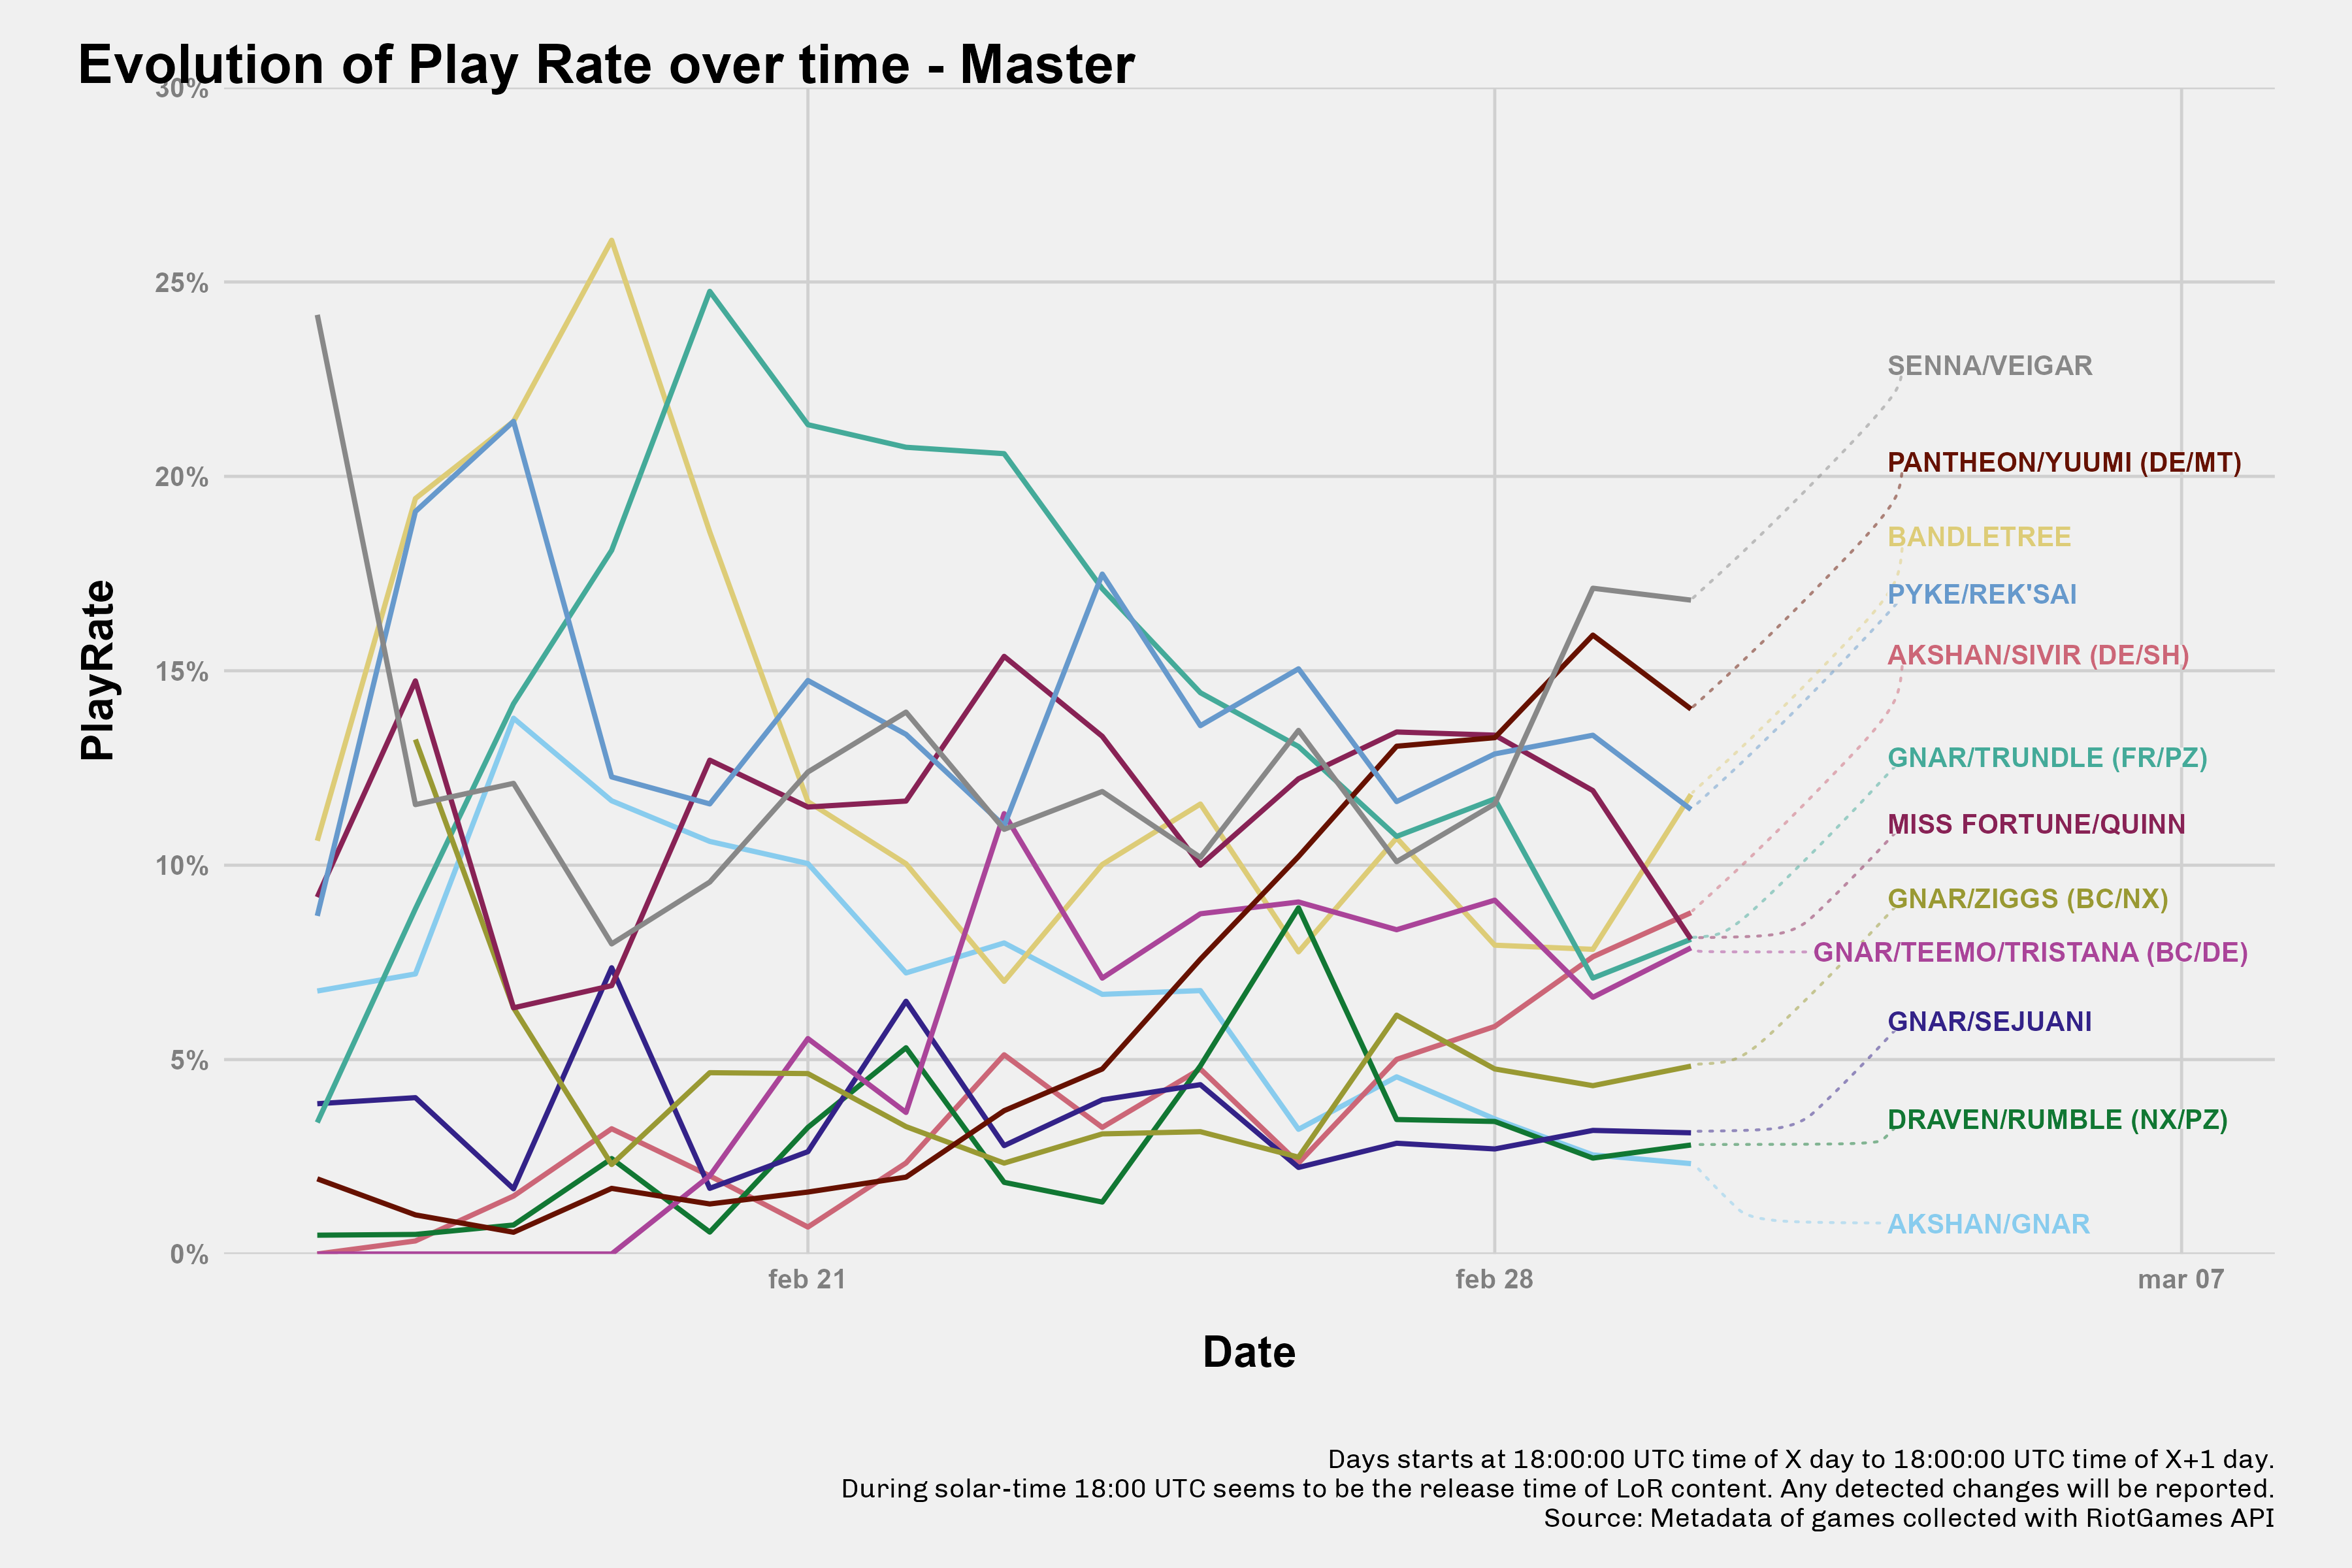 Evolution of Play Rate over time - Master
30%
25%
20%
15%
10%
5%
0%
PlayRate
SENNA/VEIGAR
PANTHEON/YUUMI (DE/MT)
BANDLETREE
PYKE/REK'SAI
AKSHAN/SIVIR (DE/SH)
GNAR/TRUNDLE (FR/PZ)
MISS FORTUNE/QUINN
GNAR/ZIGGS (BC/NX)
GNAR/TEEMO/TRISTANA (BC/DE)
GNAR/SEJUANI
DRAVEN/RUMBLE (NX/PZ)
AKSHAN/GNAR
feb 21
feb 28
mar 07
Date
Days starts at 18:00:00 UTC time of X day to 18:00:00 UTC time of X+1 day.
During solar-time 18:00 UTC seems to be the release time of LoR content. Any detected changes will be reported.
Source: Metadata of games collected with RiotGames API